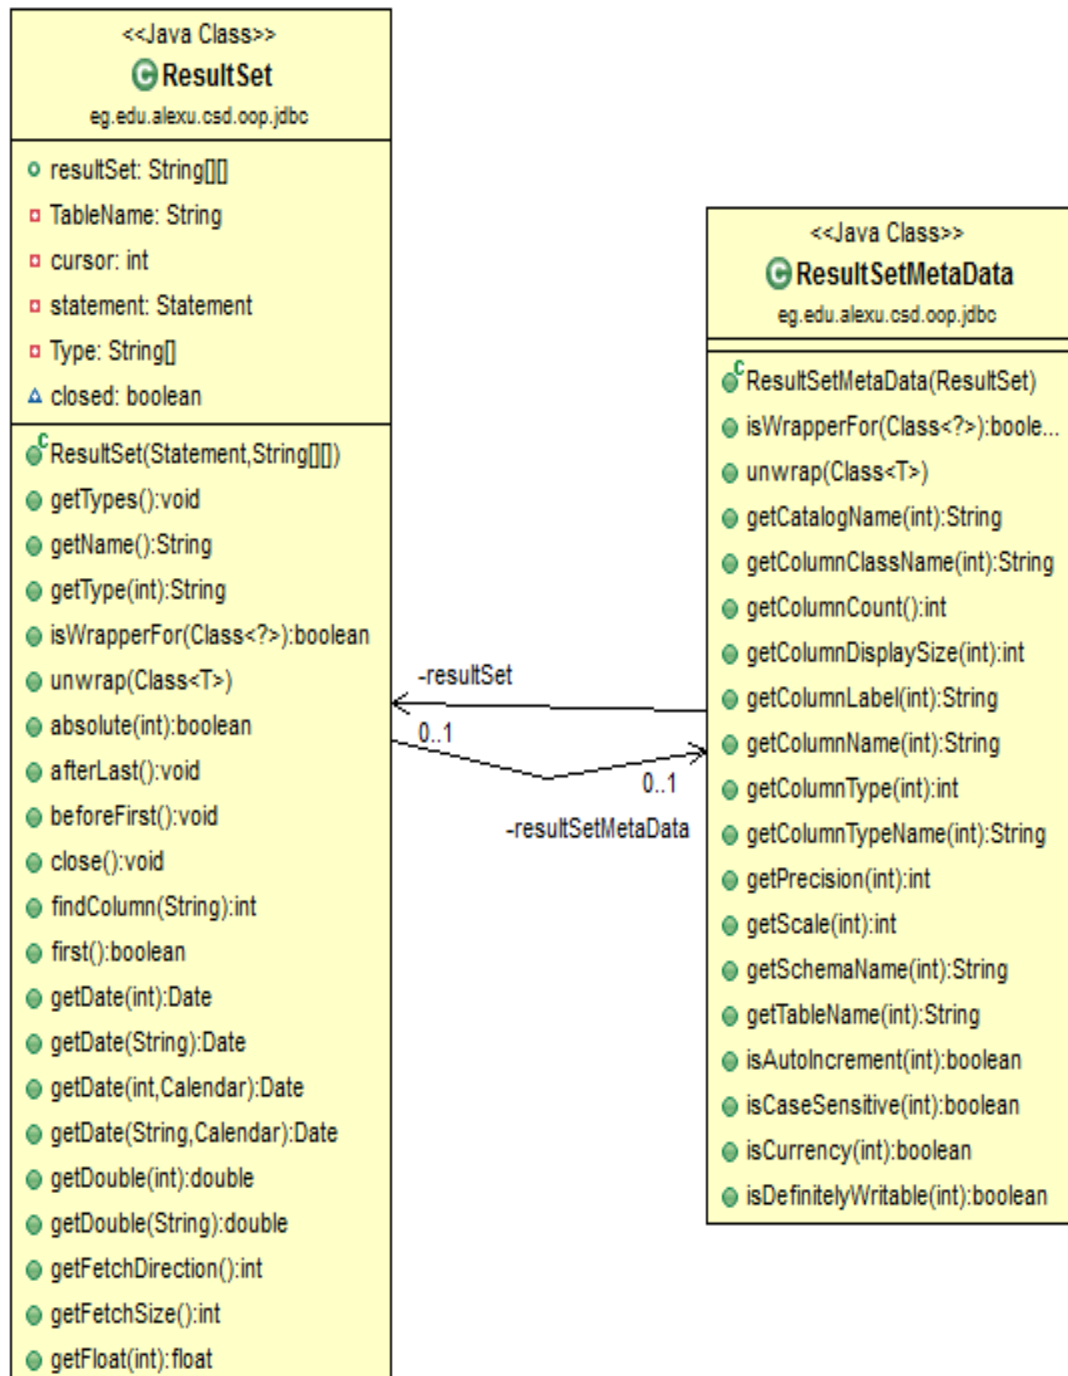 <<Java Class>>
ResultSet
eg.edu.alexu.csd.oop.jdbc
resultSet: String[][]
TableName: String
cursor: int
statement: Statement
Type: String[]
closed: boolean
ResultSet(Statement,String[][])
getTypes():void
getName():String
getType(int):String
isWrapperFor(Class<?>):boolean
unwrap(Class<T>)
absolute(int):boolean
afterLast():void
beforeFirst():void
close():void
findColumn(String):int
first():boolean
getDate(int):Date
getDate(String):Date
getDate(int,Calendar):Date
getDate(String,Calendar):Date
getDouble(int):double
getDouble(String):double
getFetchDirection():int
getFetchSize():int
getFloat(int):float
-resultSet
0..1
0..1
-resultSetMetaData
<<Java Class>>
ResultSetMetaData
eg.edu.alexu.csd.oop.jdbc
ResultSetMetaData(ResultSet)
isWrapperFor(Class<?>):boole...
unwrap(Class<T>)
getCatalogName(int):String
getColumnClassName(int):String
getColumnCount():int
getColumnDisplaySize(int):int
getColumnLabel(int):String
getColumnName(int):String
getColumnType(int):int
getColumnTypeName(int):String
getPrecision(int):int
getScale(int):int
getSchemaName(int):String
getTableName(int):String
isAutoIncrement(int):boolean
isCaseSensitive(int):boolean
isCurrency(int):boolean
isDefinitelyWritable(int):boolean